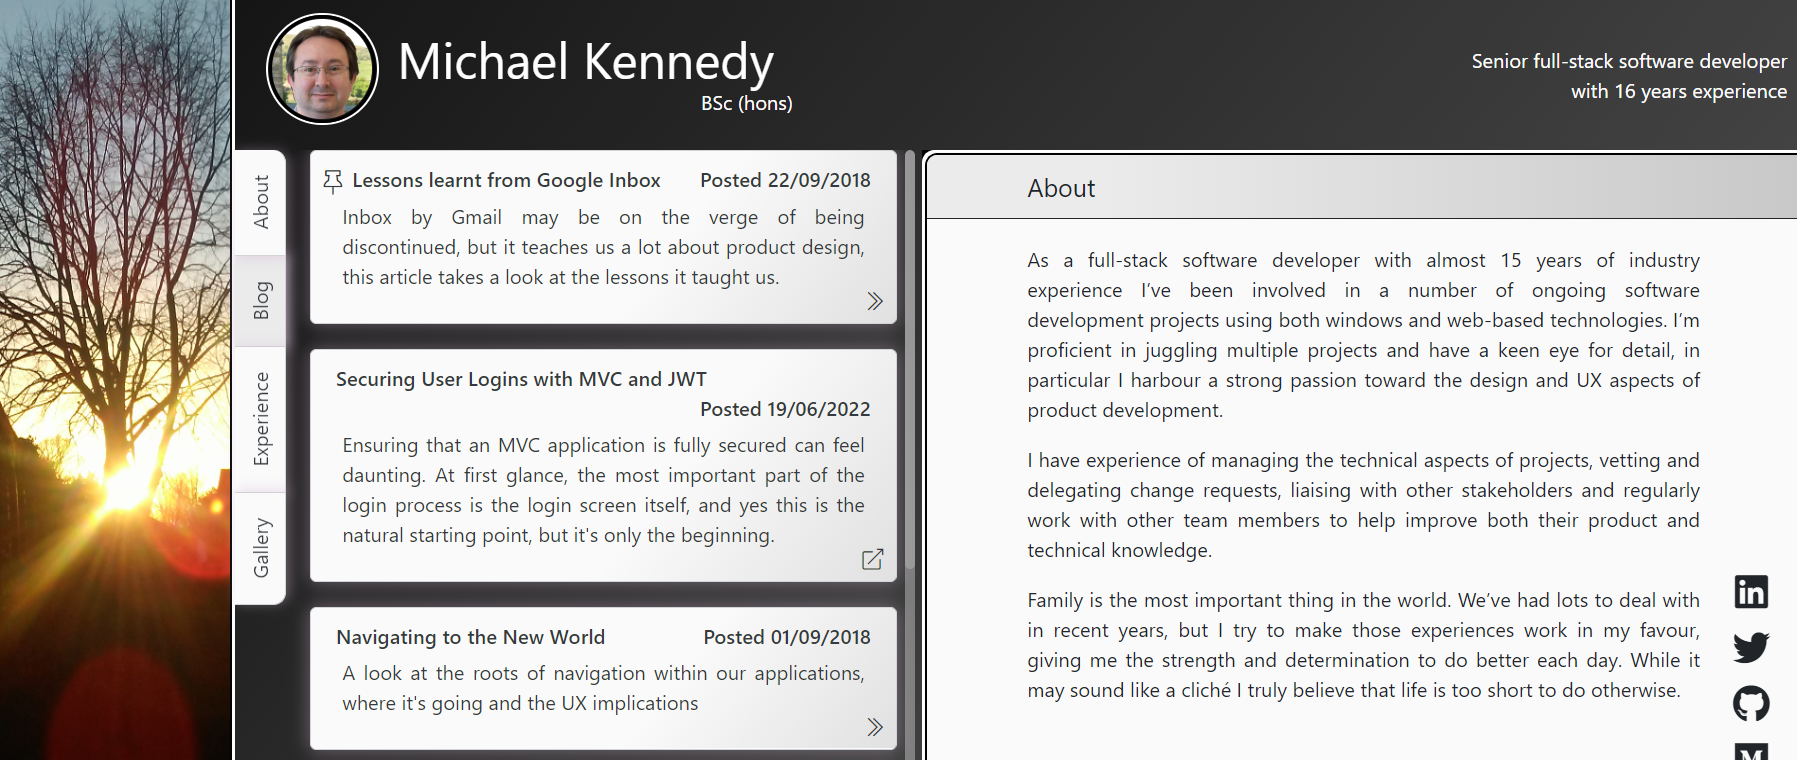 Michael Kennedy
BSc (hons)
Senior full-stack software developer
with 16 years experience
About
Blog
Experience
Gallery
Lessons learnt from Google Inbox Posted 22/09/2018
Inbox by Gmail may be on the verge of being
discontinued, but it teaches us a lot about product design,
this article takes a look at the lessons it taught us.
Securing User Logins with MVC and JWT
Posted 19/06/2022
Ensuring that an MVC application is fully secured can feel
daunting. At first glance, the most important part of the
login process is the login screen itself, and yes this is the
natural starting point, but it's only the beginning.
Navigating to the New World Posted 01/09/2018
A look at the roots of navigation within our applications,
where it's going and the UX implications
About
As a full-stack software developer with almost 15 years of industry
experience I’ve been involved in a number of ongoing software
development projects using both windows and web-based technologies. I’m
proficient in juggling multiple projects and have a keen eye for detail, in
particular I harbour a strong passion toward the design and UX aspects of
product development.
I have experience of managing the technical aspects of projects, vetting and
delegating change requests, liaising with other stakeholders and regularly
work with other team members to help improve both their product and
technical knowledge.
Family is the most important thing in the world. We’ve had lots to deal with
in recent years, but I try to make those experiences work in my favour,
giving me the strength and determination to do better each day. While it
may sound like a cliché I truly believe that life is too short to do otherwise.
in